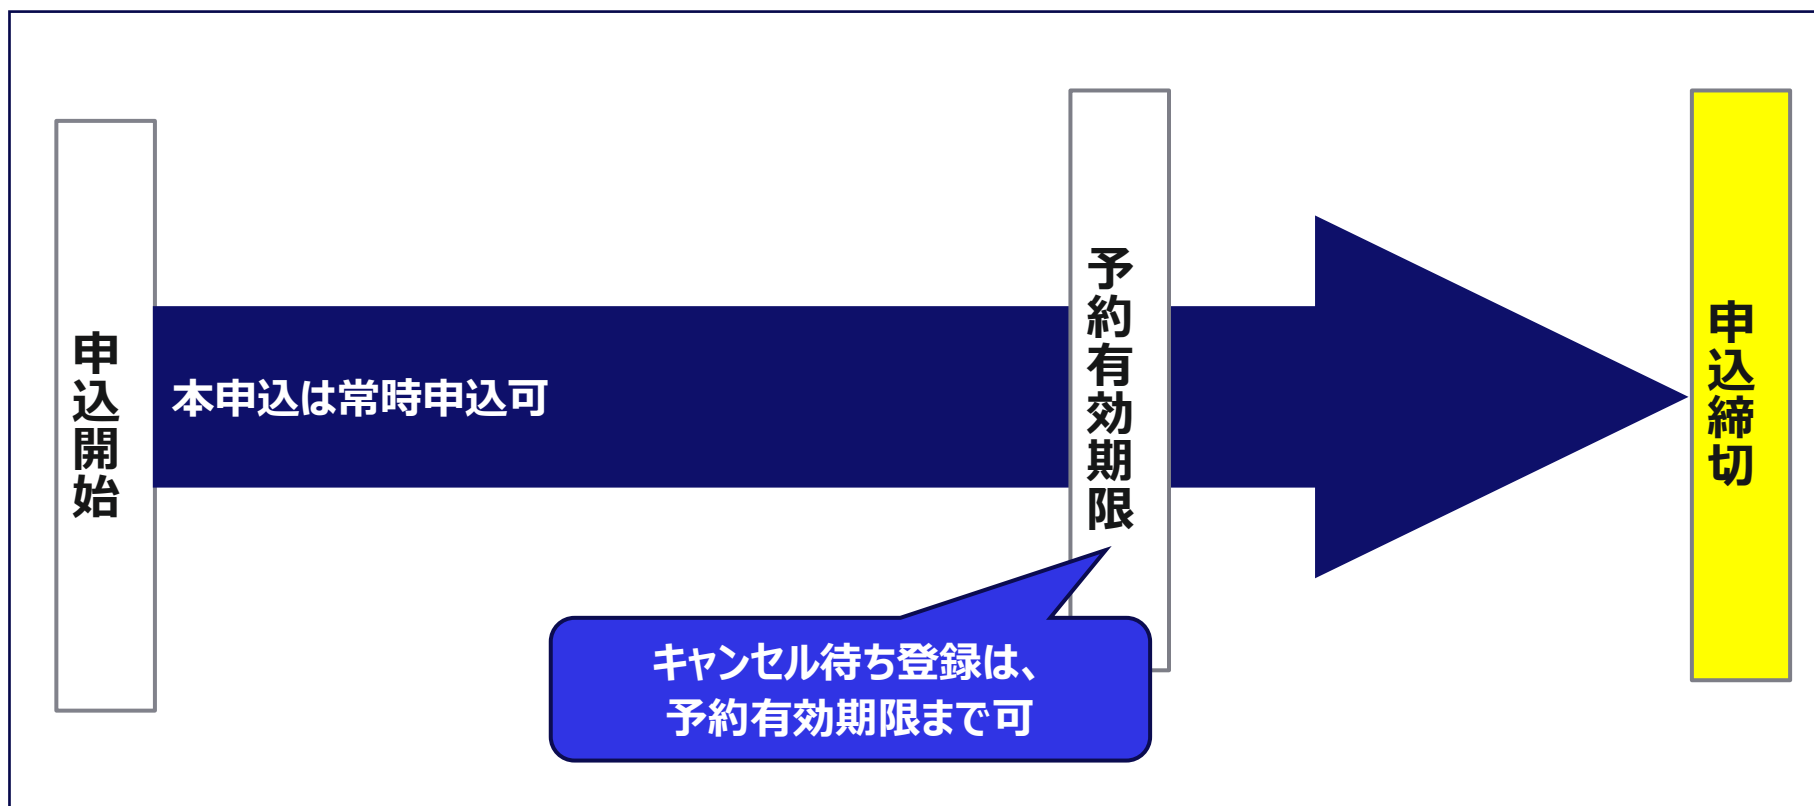 申込開始
本申込は常時申込可
予約有効期限
キャンセル待ち登録は、
予約有効期限まで可
申込締切